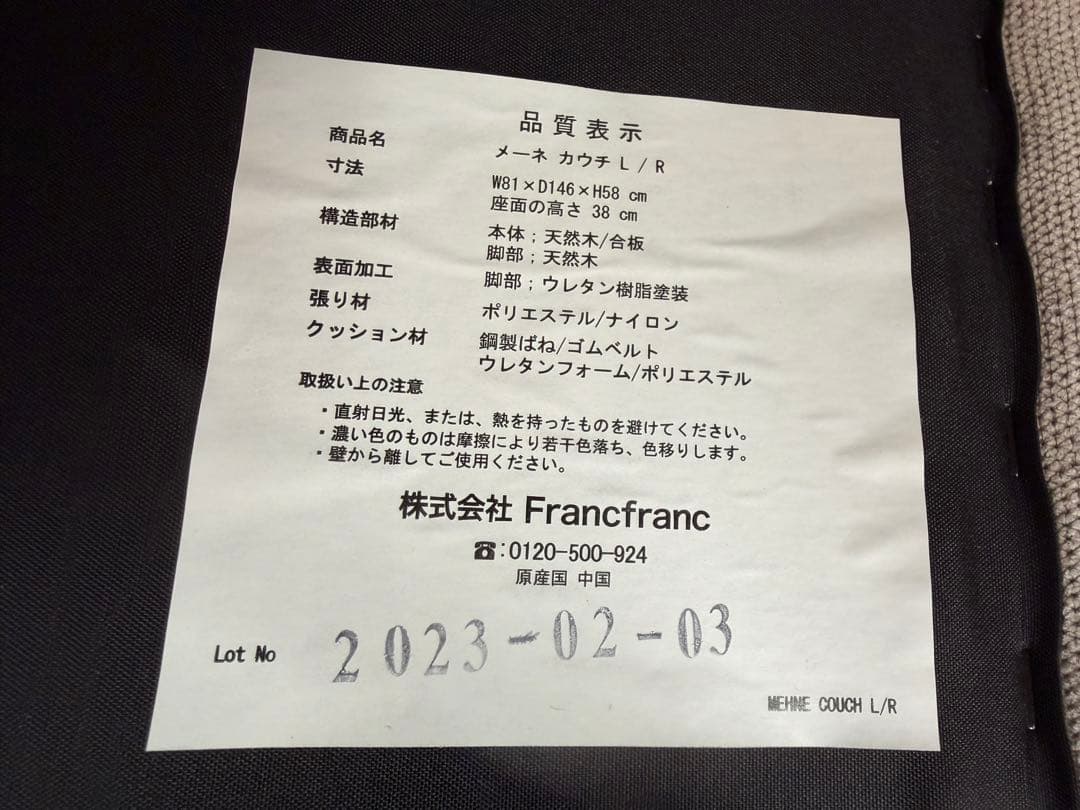 品質表示
商品名 メーネ カウチ L / R
寸法 W81×D146×H58 cm
座面の高さ 38 cm
構造部材 本体；天然木/合板
脚部；天然木
表面加工 脚部；ウレタン樹脂塗装
張り材 ポリエステル/ナイロン
クッション材 鋼製ばね/ゴムベルト
ウレタンフォーム/ポリエステル
取扱い上の注意
・直射日光、または、熱を持ったものを避けてください。
・濃い色のものは摩擦により若干色落ち、色移りします。
・壁から離してご使用ください。
株式会社 Francfranc
☎:0120-500-924
原産国 中国
Lot No 2023-02-03
MEHNE COUCH L/R